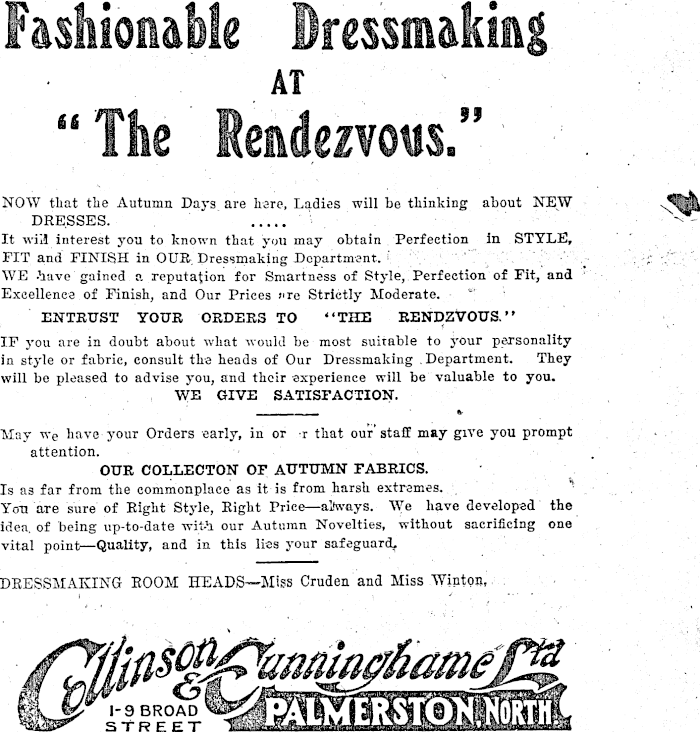 Fashionable Dressmaking
AT
"The Rendezvous."
NOW that the Autumn Days are here, Ladies will be thinking about NEW
DRESSES. .....
It will interest you to known that you may obtain Perfection in STYLE,
FIT and FINISH in OUR Dressmaking Department.
WE have gained a reputation for Smartness of Style, Perfection of Fit, and
Excellence of Finish, and Our Prices are Strictly Moderate.
ENTRUST YOUR ORDERS TO "THE RENDZVOUS."
IF you are in doubt about what would be most suitable to your personality
in style or fabric, consult the heads of Our Dressmaking Department. They
will be pleased to advise you, and their experience will be valuable to you.
WE GIVE SATISFACTION.
May we have your Orders early, in or r that our staff may give you prompt
attention.
OUR COLLECTON OF AUTUMN FABRICS.
Is as far from the commonplace as it is from harsh extremes.
You are sure of Right Style, Right Price—always. We have developed the
idea of being up-to-date with our Autumn Novelties, without sacrificing one
vital point—Quality, and in this lies your safeguard.
DRESSMAKING ROOM HEADS—Miss Cruden and Miss Winton.
Collinson & Cunninghame Ltd
1-9 BROAD STREET PALMERSTON NORTH